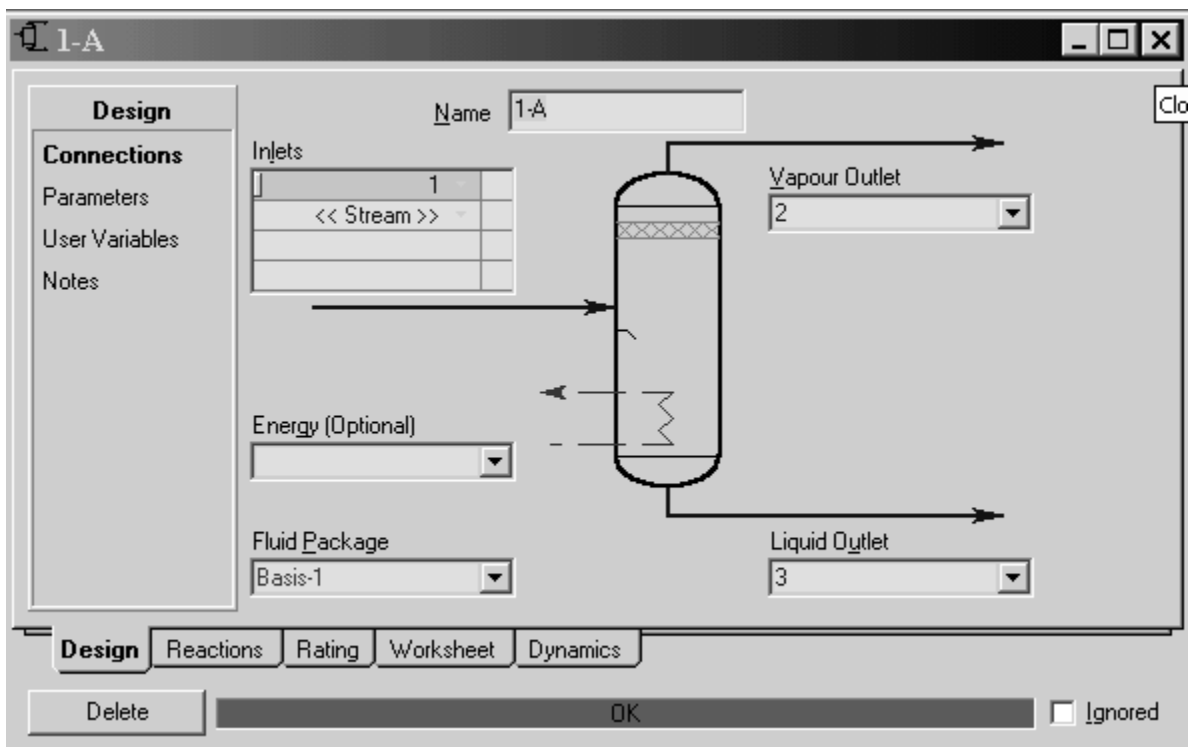 1-A
Clo
Design
Connections
Parameters
User Variables
Notes
Name 1-A
Inlets
1
<< Stream >>
Vapour Outlet
2
Energy (Optional)
Fluid Package
Basis-1
Liquid Outlet
3
Design Reactions Rating Worksheet Dynamics
Delete OK Ignored